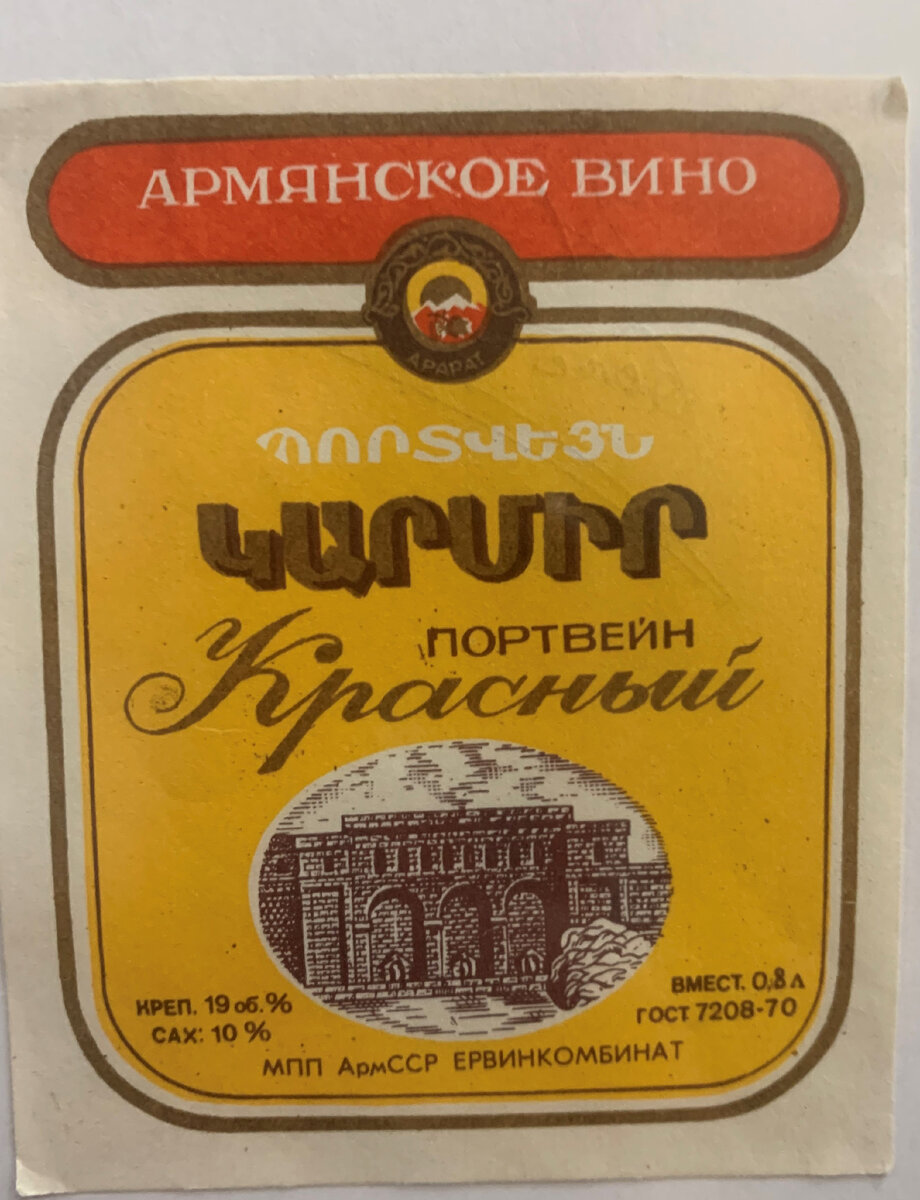 АРМЯНСКОЕ ВИНО
АРАРАТ
ՊՈՐՏՎԵՅՆ
ԿԱՐՄԻՐ
ПОРТВЕЙН
Красный
КРЕП. 19 об.%
САХ: 10 %
ВМЕСТ. 0,8 л
ГОСТ 7208-70
МПП АрмССР ЕРВИНКОМБИНАТ